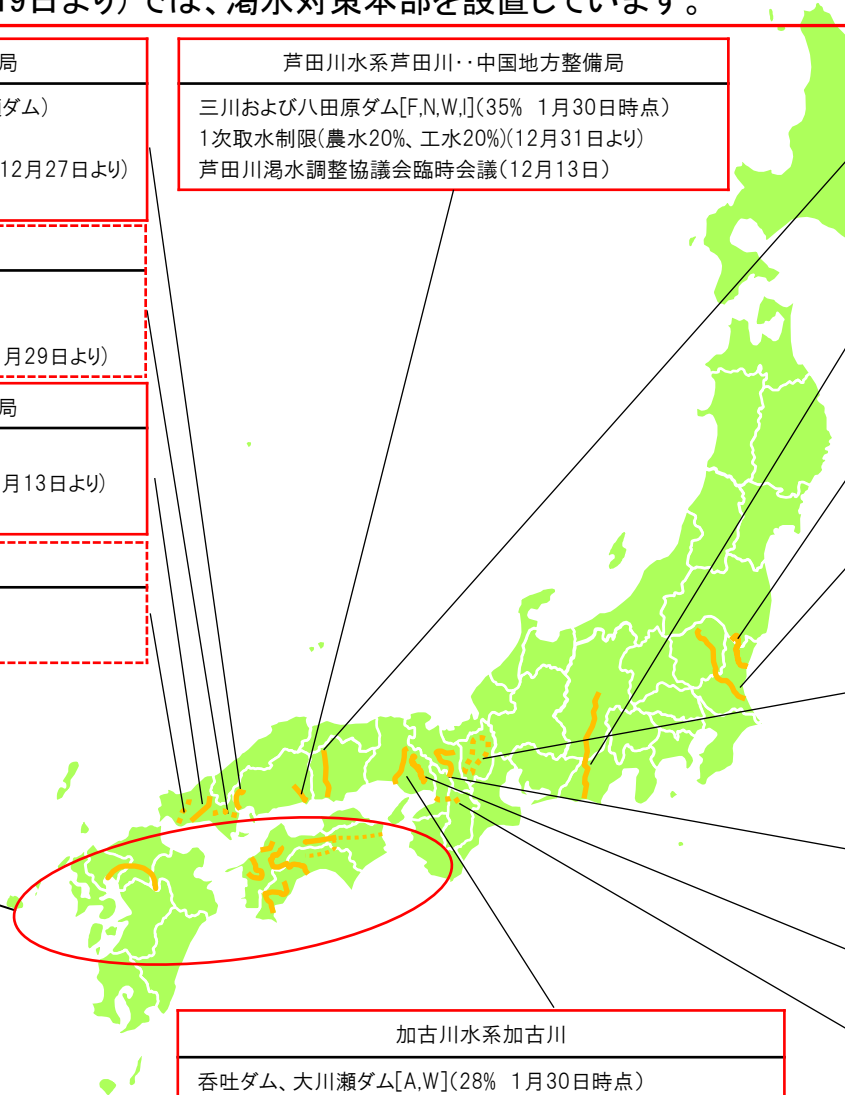 19日より)では、渇水対策本部を設置しています。
局
ダム)
12月27日より)
月29日より)
局
月13日より)
芦田川水系芦田川‥中国地方整備局
三川および八田原ダム[F,N,W,I](35% 1月30日時点)
1次取水制限(農水20%、工水20%)(12月31日より)
芦田川渇水調整協議会臨時会議(12月13日)
加古川水系加古川
呑吐ダム、大川瀬ダム[A,W](28% 1月30日時点)